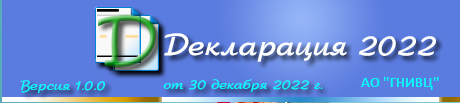 Декларация 2022
Версия 1.0.0 от 30 декабря 2022 г. АО "ГНИВЦ"